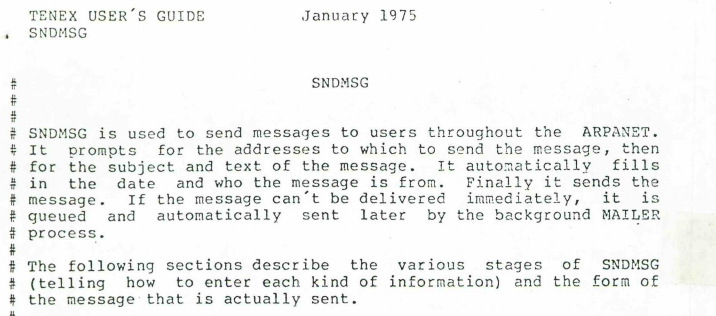 TENEX USER'S GUIDE January 1975
SNDMSG
# SNDMSG
#
#
# SNDMSG is used to send messages to users throughout the ARPANET.
# It prompts for the addresses to which to send the message, then
# for the subject and text of the message. It automatically fills
# in the date and who the message is from. Finally it sends the
# message. If the message can't be delivered immediately, it is
# queued and automatically sent later by the background MAILER
# process.
#
# The following sections describe the various stages of SNDMSG
# (telling how to enter each kind of information) and the form of
# the message that is actually sent.
#